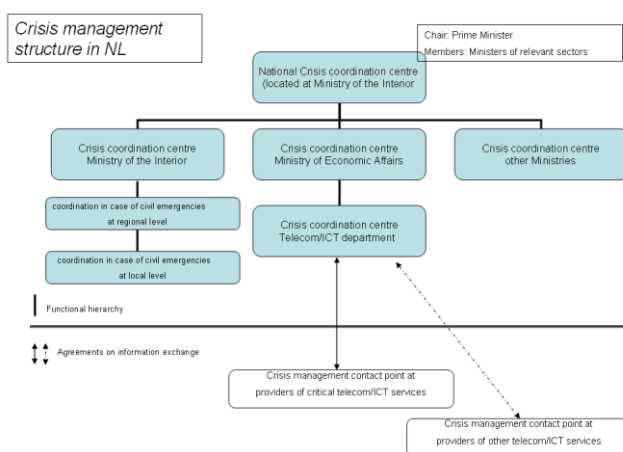 Crisis management
structure in NL
Chair: Prime Minister
Members: Ministers of relevant sectors
National Crisis coordination centre
(located at Ministry of the Interior
Crisis coordination centre
Ministry of the Interior
Crisis coordination centre
Ministry of Economic Affairs
Crisis coordination centre
other Ministries
coordination in case of civil emergencies
at regional level
coordination in case of civil emergencies
at local level
Crisis coordination centre
Telecom/ICT department
Functional hierarchy
Agreements on information exchange
Crisis management contact point at
providers of critical telecom/ICT services
Crisis management contact point at
providers of other telecom/ICT services